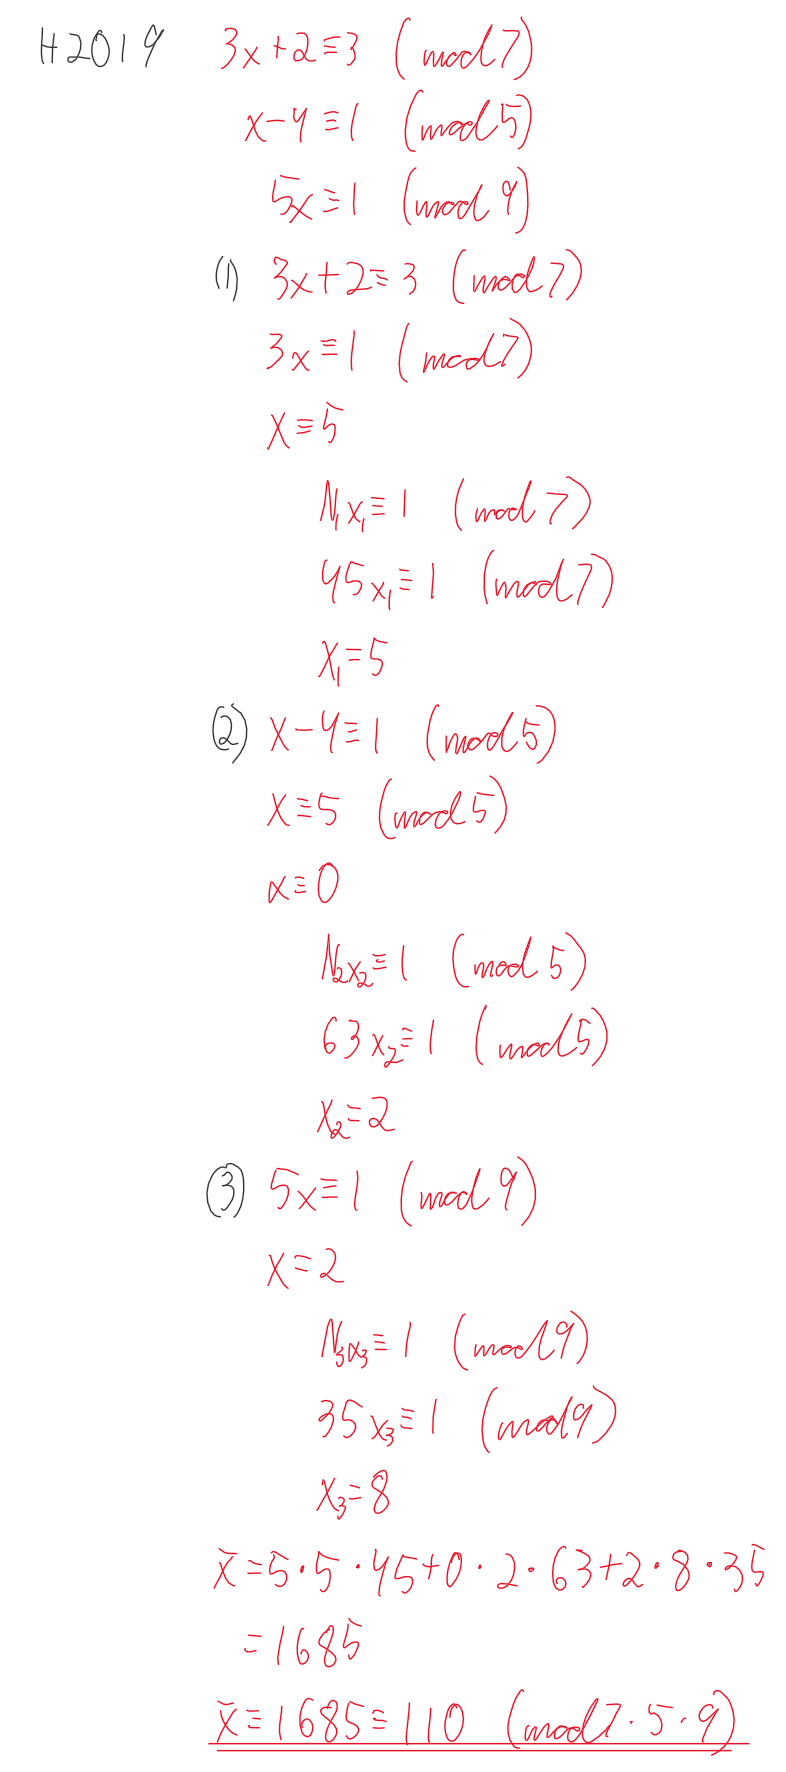 H2019 3x+2≡3 (mod 7)
x-4≡1 (mod 5)
5x≡1 (mod 9)
(1) 3x+2≡3 (mod 7)
3x≡1 (mod 7)
x≡5
N₁x₁≡1 (mod 7)
45x₁≡1 (mod 7)
x₁=5
(2) x-4≡1 (mod 5)
x≡5 (mod 5)
x≡0
N₂x₂≡1 (mod 5)
63x₂≡1 (mod 5)
x₂=2
(3) 5x≡1 (mod 9)
x=2
N₃x₃≡1 (mod 9)
35x₃≡1 (mod 9)
x₃=8
x̄=5·5·45+0·2·63+2·8·35
=1685
x̄≡1685≡110 (mod 7·5·9)